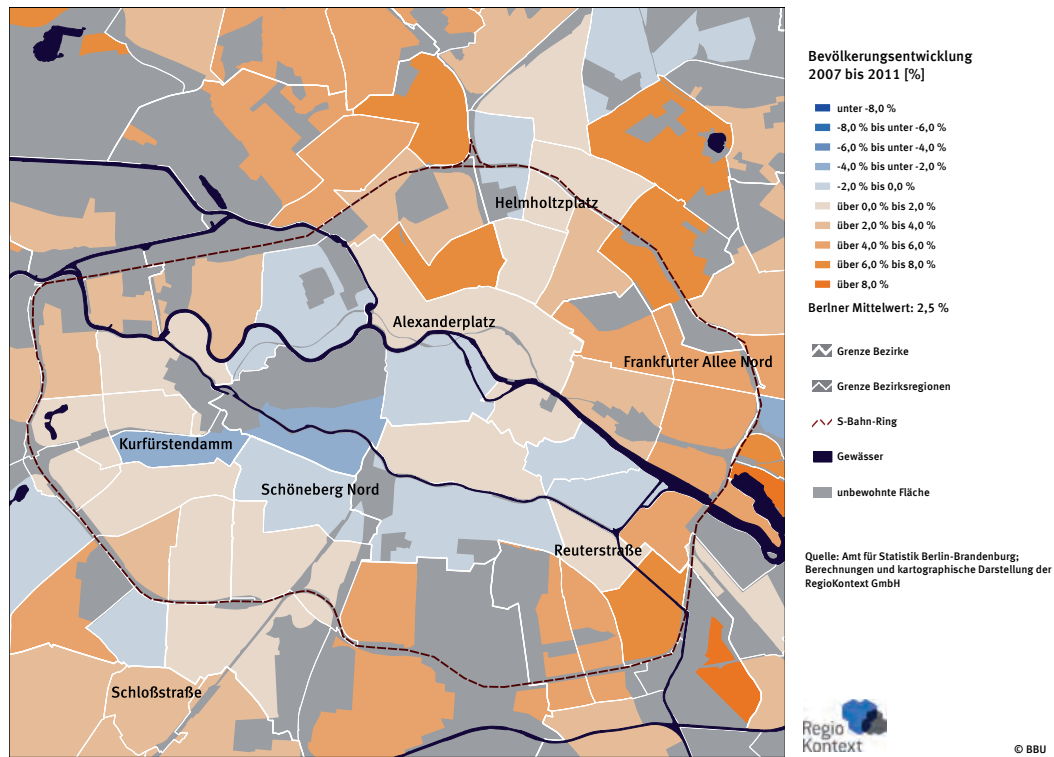 Bevölkerungsentwicklung
2007 bis 2011 [%]
unter -8,0 %
-8,0 % bis unter -6,0 %
-6,0 % bis unter -4,0 %
-4,0 % bis unter -2,0 %
-2,0 % bis 0,0 %
über 0,0 % bis 2,0 %
über 2,0 % bis 4,0 %
über 4,0 % bis 6,0 %
über 6,0 % bis 8,0 %
über 8,0 %
Berlner Mittelwert: 2,5 %
Grenze Bezirke
Grenze Bezirksregionen
S-Bahn-Ring
Gewässer
unbewohnte Fläche
Quelle: Amt für Statistik Berlin-Brandenburg;
Berechnungen und kartographische Darstellung der
RegioKontext GmbH
Regio
Kontext
© BBU
Helmholtzplatz
Alexanderplatz
Frankfurter Allee Nord
Kurfürstendamm
Schöneberg Nord
Reuterstraße
Schloßstraße